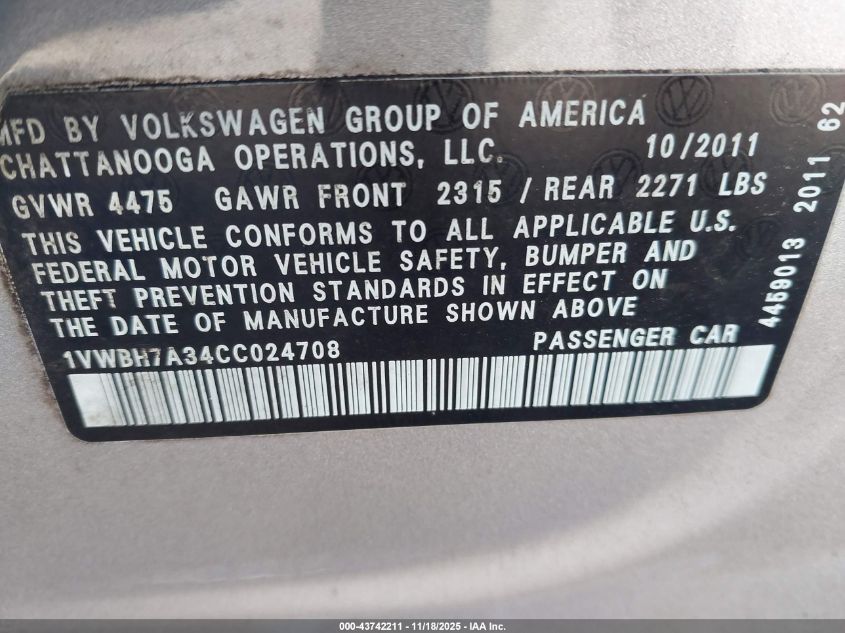 MFD BY VOLKSWAGEN GROUP OF AMERICA
CHATTANOOGA OPERATIONS, LLC. 10/2011
GVWR 4475 GAWR FRONT 2315 / REAR 2271 LBS
THIS VEHICLE CONFORMS TO ALL APPLICABLE U.S.
FEDERAL MOTOR VEHICLE SAFETY, BUMPER AND
THEFT PREVENTION STANDARDS IN EFFECT ON
THE DATE OF MANUFACTURE SHOWN ABOVE
1VWBH7A34CC024708 PASSENGER CAR
4459013 2011 62
000-43742211 - 11/18/2025 - IAA Inc.